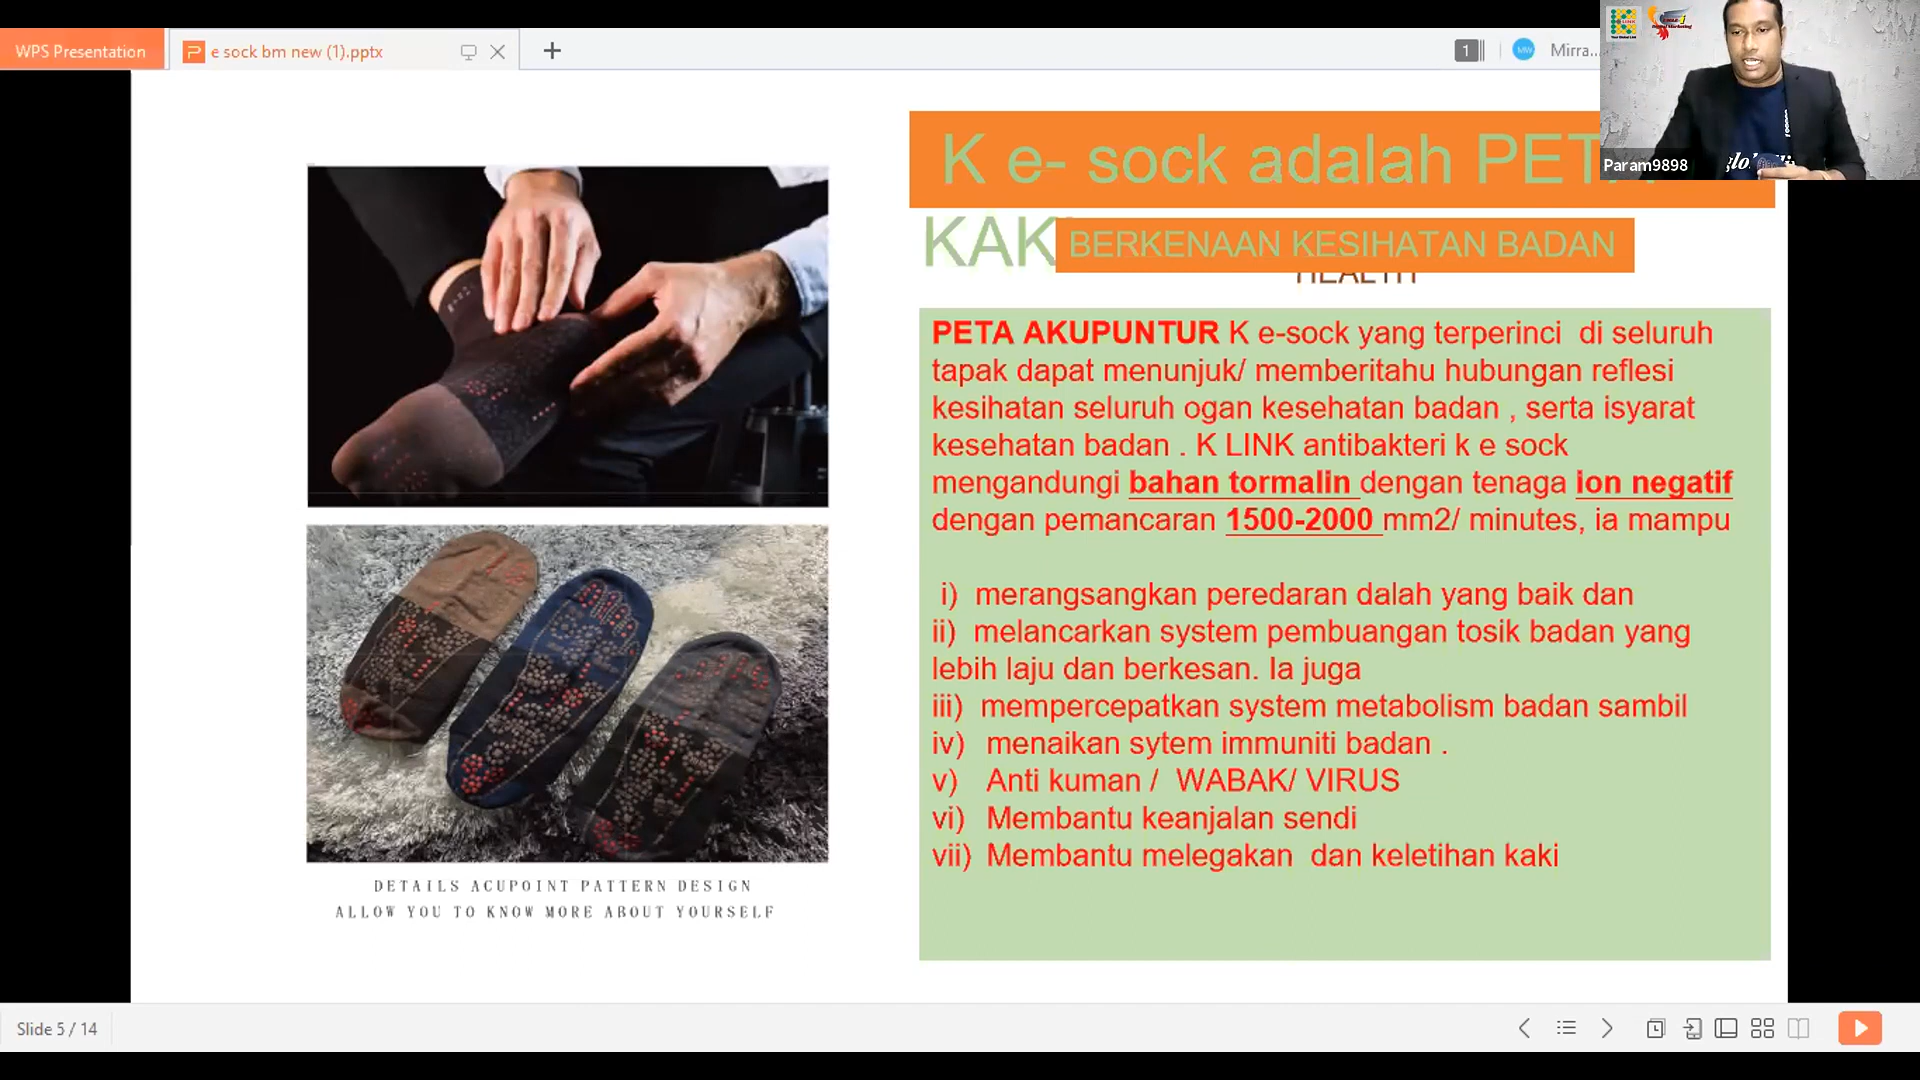 WPS Presentation
e sock bm new (1).pptx
1
MW
Mirra...
K e- sock adalah PETA
KAK
BERKENAAN KESIHATAN BADAN
HEALTH
Param9898
PETA AKUPUNTUR K e-sock yang terperinci di seluruh
tapak dapat menunjuk/ memberitahu hubungan reflesi
kesihatan seluruh ogan kesehatan badan , serta isyarat
kesehatan badan . K LINK antibakteri k e sock
mengandungi bahan tormalin dengan tenaga ion negatif
dengan pemancaran 1500-2000 mm2/ minutes, ia mampu
i) merangsangkan peredaran dalah yang baik dan
ii) melancarkan system pembuangan tosik badan yang
lebih laju dan berkesan. Ia juga
iii) mempercepatkan system metabolism badan sambil
iv) menaikan sytem immuniti badan .
v) Anti kuman / WABAK/ VIRUS
vi) Membantu keanjalan sendi
vii) Membantu melegakan dan keletihan kaki
DETAILS ACUPOINT PATTERN DESIGN
ALLOW YOU TO KNOW MORE ABOUT YOURSELF
Slide 5 / 14